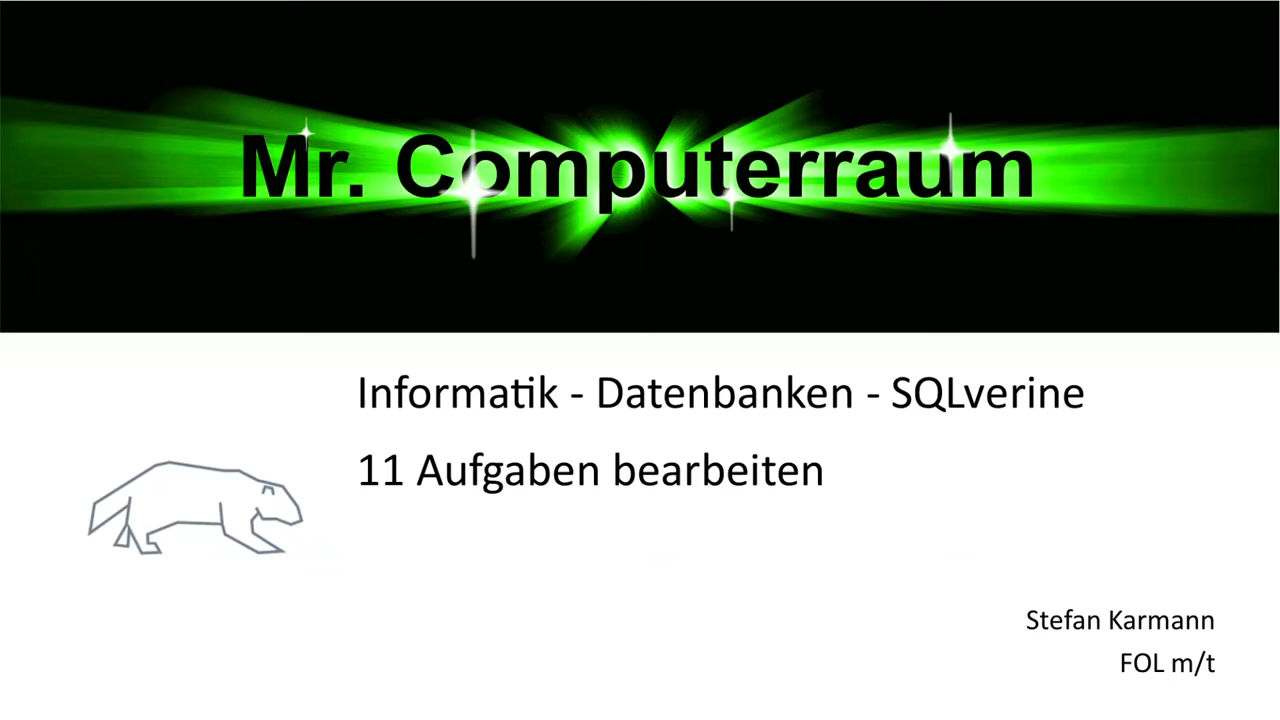 Mr. Computerraum
Informatik - Datenbanken - SQLverine
11 Aufgaben bearbeiten
Stefan Karmann
FOL m/t